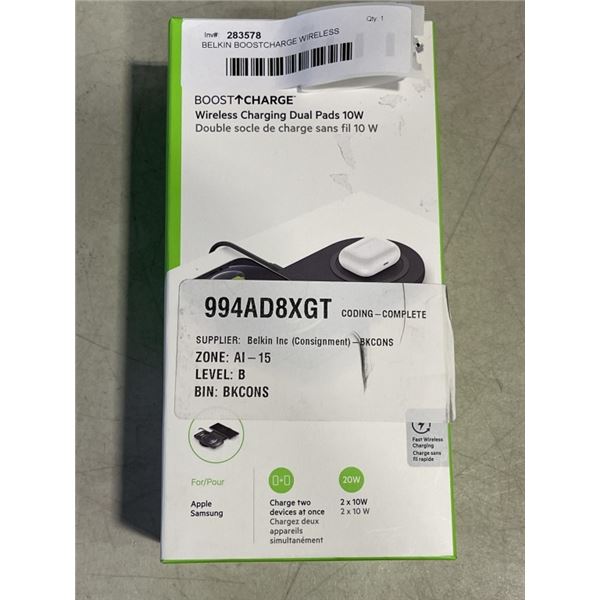 Inv#: 283578
Qty: 1
BELKIN BOOSTCHARGE WIRELESS
BOOST↑CHARGE™
Wireless Charging Dual Pads 10W
Double socle de charge sans fil 10 W
994AD8XGT CODING-COMPLETE
SUPPLIER: Belkin Inc (Consignment)-BKCONS
ZONE: AI-15
LEVEL: B
BIN: BKCONS
Fast Wireless
Charging
Charge sans
fil rapide
For/Pour
Apple
Samsung
Charge two
devices at once
Chargez deux
appareils
simultanément
20W
2 x 10W
2 x 10 W